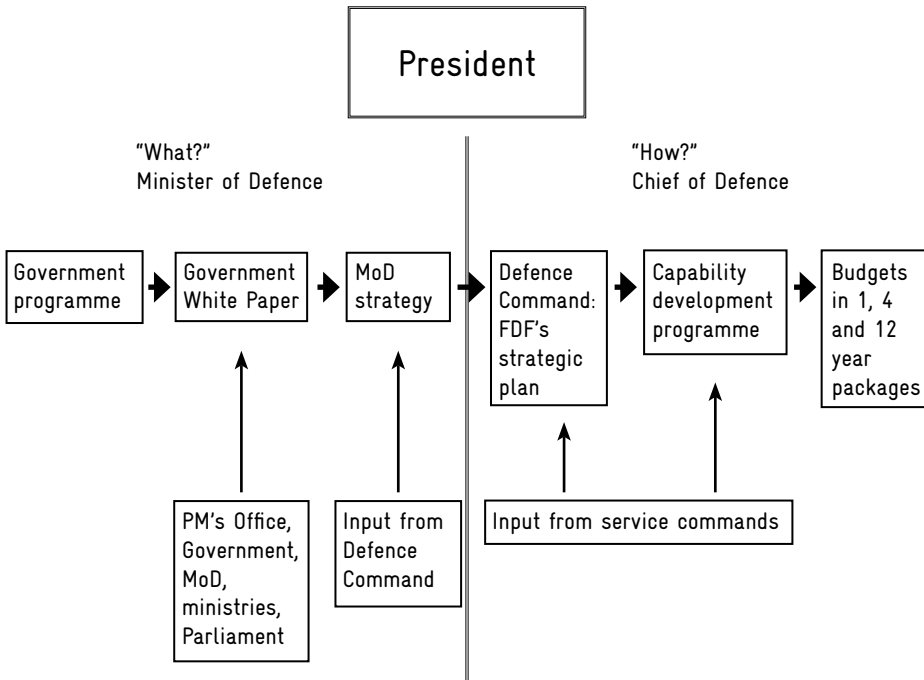 President
"What?"
Minister of Defence
"How?"
Chief of Defence
Government
programme
Government
White Paper
MoD
strategy
Defence
Command:
FDF's
strategic
plan
Capability
development
programme
Budgets
in 1, 4
and 12
year
packages
PM's Office,
Government,
MoD,
ministries,
Parliament
Input from
Defence
Command
Input from service commands